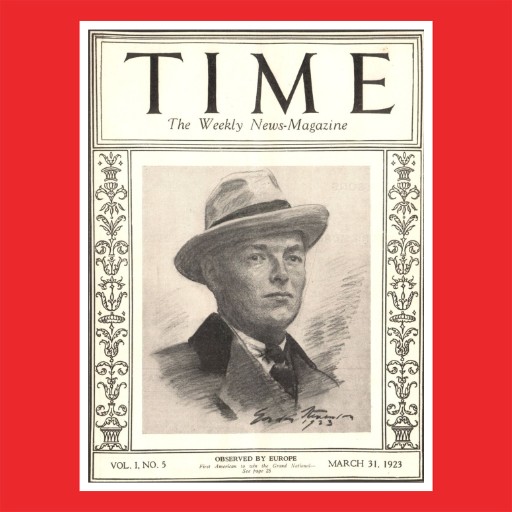 TIME
The Weekly News-Magazine
1923
OBSERVED BY EUROPE
VOL. I, NO. 5
First American to win the Grand National—
MARCH 31, 1923
See page 25